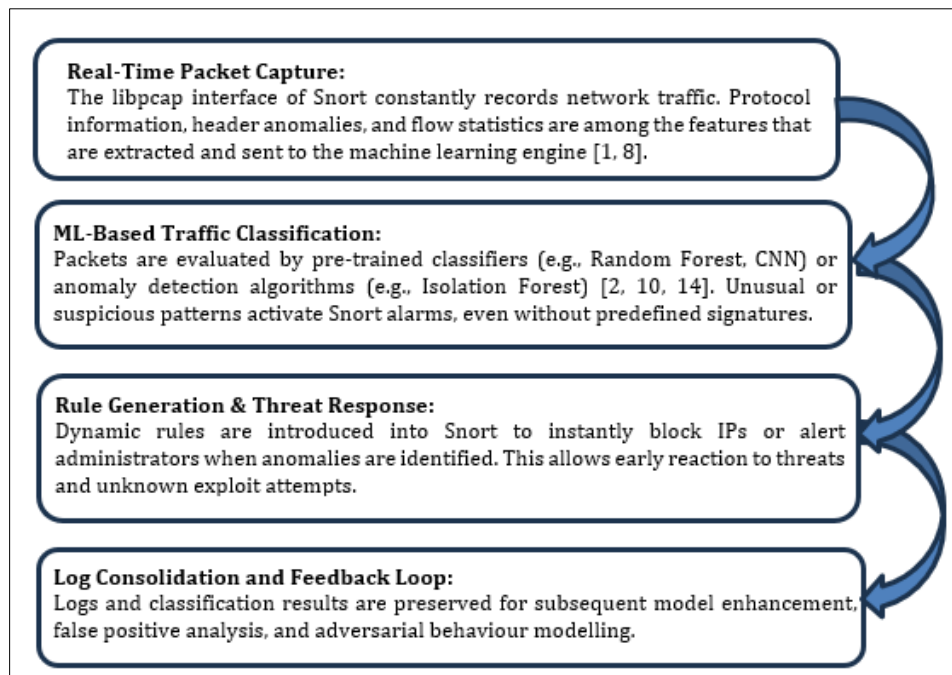 Real-Time Packet Capture:
The libpcap interface of Snort constantly records network traffic. Protocol
information, header anomalies, and flow statistics are among the features that
are extracted and sent to the machine learning engine [1, 8].
ML-Based Traffic Classification:
Packets are evaluated by pre-trained classifiers (e.g., Random Forest, CNN) or
anomaly detection algorithms (e.g., Isolation Forest) [2, 10, 14]. Unusual or
suspicious patterns activate Snort alarms, even without predefined signatures.
Rule Generation & Threat Response:
Dynamic rules are introduced into Snort to instantly block IPs or alert
administrators when anomalies are identified. This allows early reaction to threats
and unknown exploit attempts.
Log Consolidation and Feedback Loop:
Logs and classification results are preserved for subsequent model enhancement,
false positive analysis, and adversarial behaviour modelling.